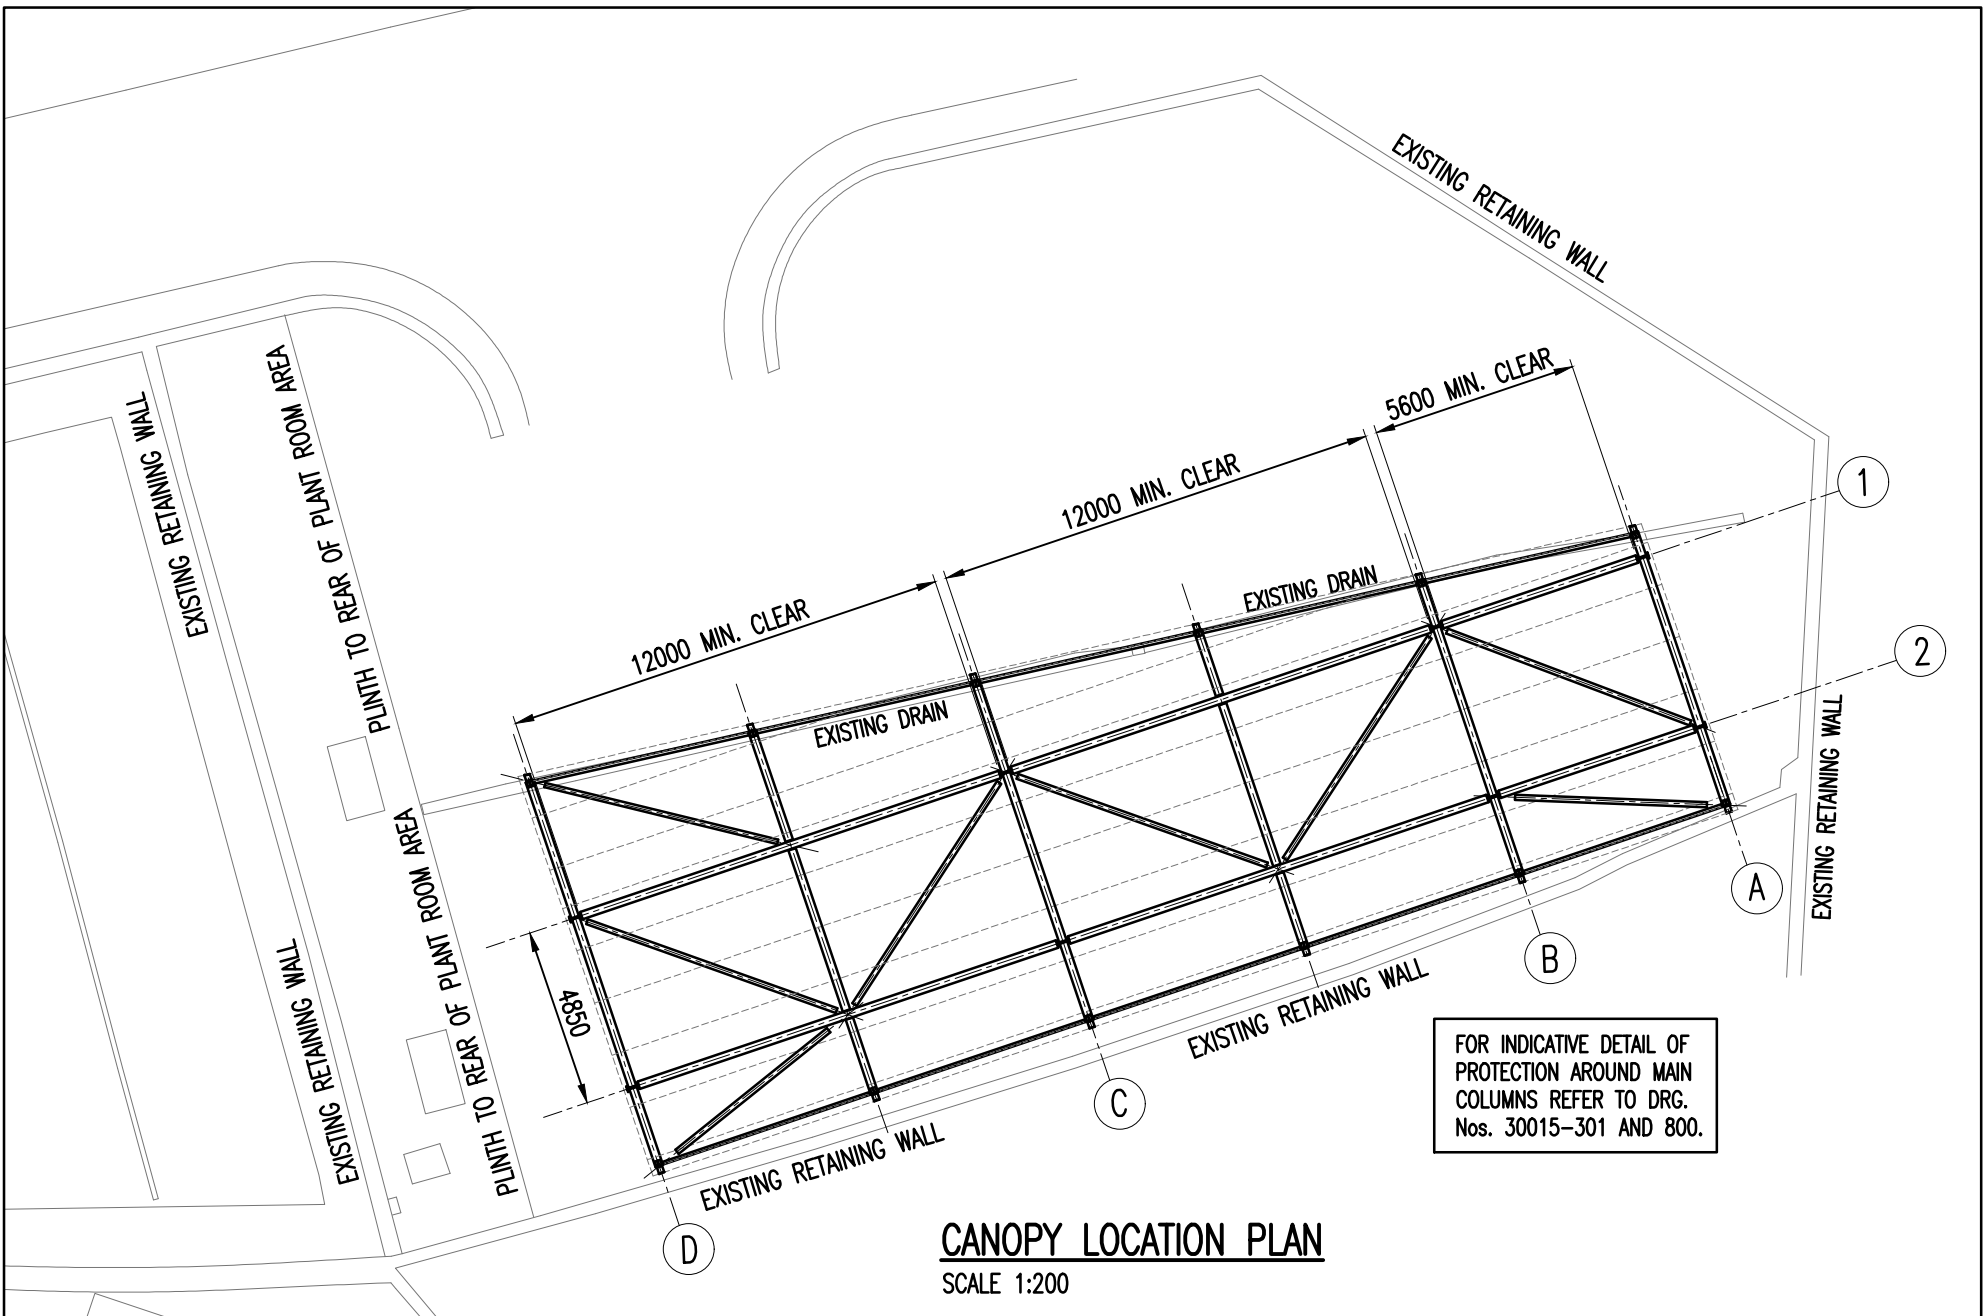 EXISTING RETAINING WALL
5600 MIN. CLEAR
PLINTH TO REAR OF PLANT ROOM AREA
EXISTING RETAINING WALL
12000 MIN. CLEAR
1
12000 MIN. CLEAR
EXISTING DRAIN
2
EXISTING DRAIN
EXISTING RETAINING WALL
PLINTH TO REAR OF PLANT ROOM AREA
A
EXISTING RETAINING WALL
B
4850
EXISTING RETAINING WALL
C
FOR INDICATIVE DETAIL OF
PROTECTION AROUND MAIN
COLUMNS REFER TO DRG.
Nos. 30015-301 AND 800.
EXISTING RETAINING WALL
D
CANOPY LOCATION PLAN
SCALE 1:200